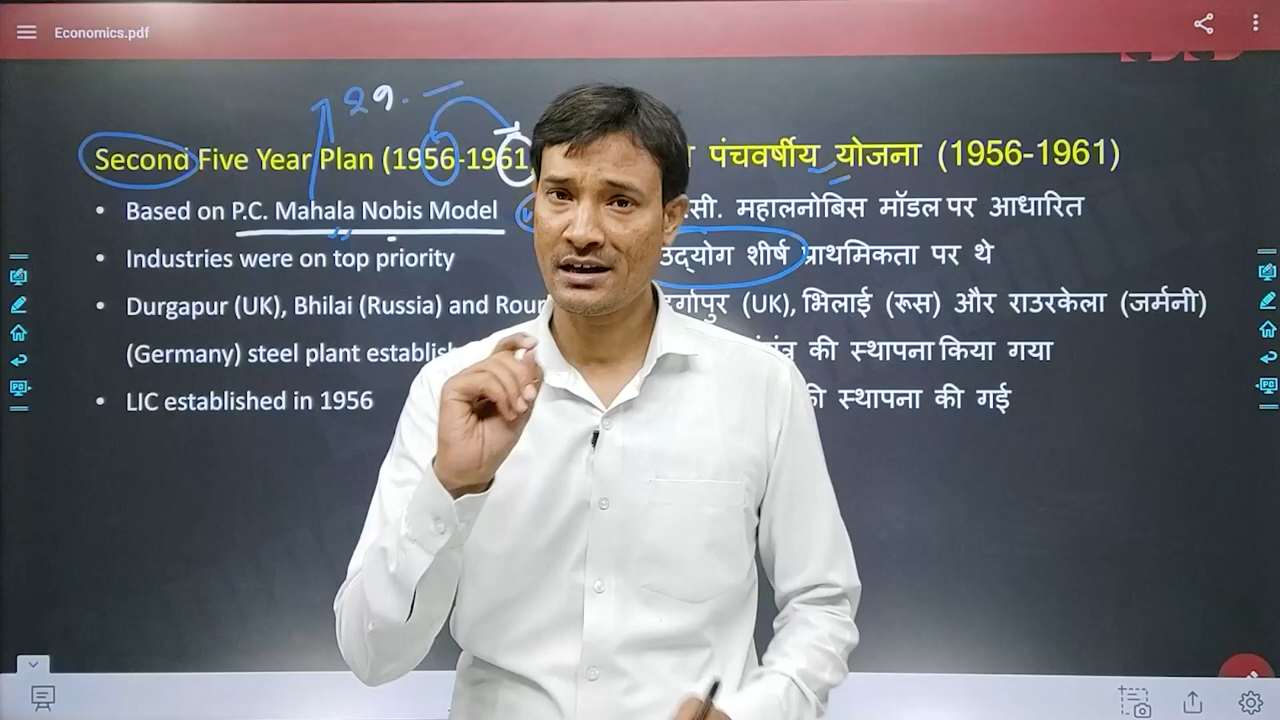 Economics.pdf
29.
Second Five Year Plan (1956-1961 पंचवर्षीय योजना (1956-1961)
• Based on P.C. Mahala Nobis Model सी. महालनोबिस मॉडल पर आधारित
• Industries were on top priority उद्योग शीर्ष प्राथमिकता पर थे
• Durgapur (UK), Bhilai (Russia) and (UK), भिलाई (रूस) और राउरकेला (जर्मनी)
(Germany) steel plant की स्थापना किया गया
• LIC established in 1956 की स्थापना की गई